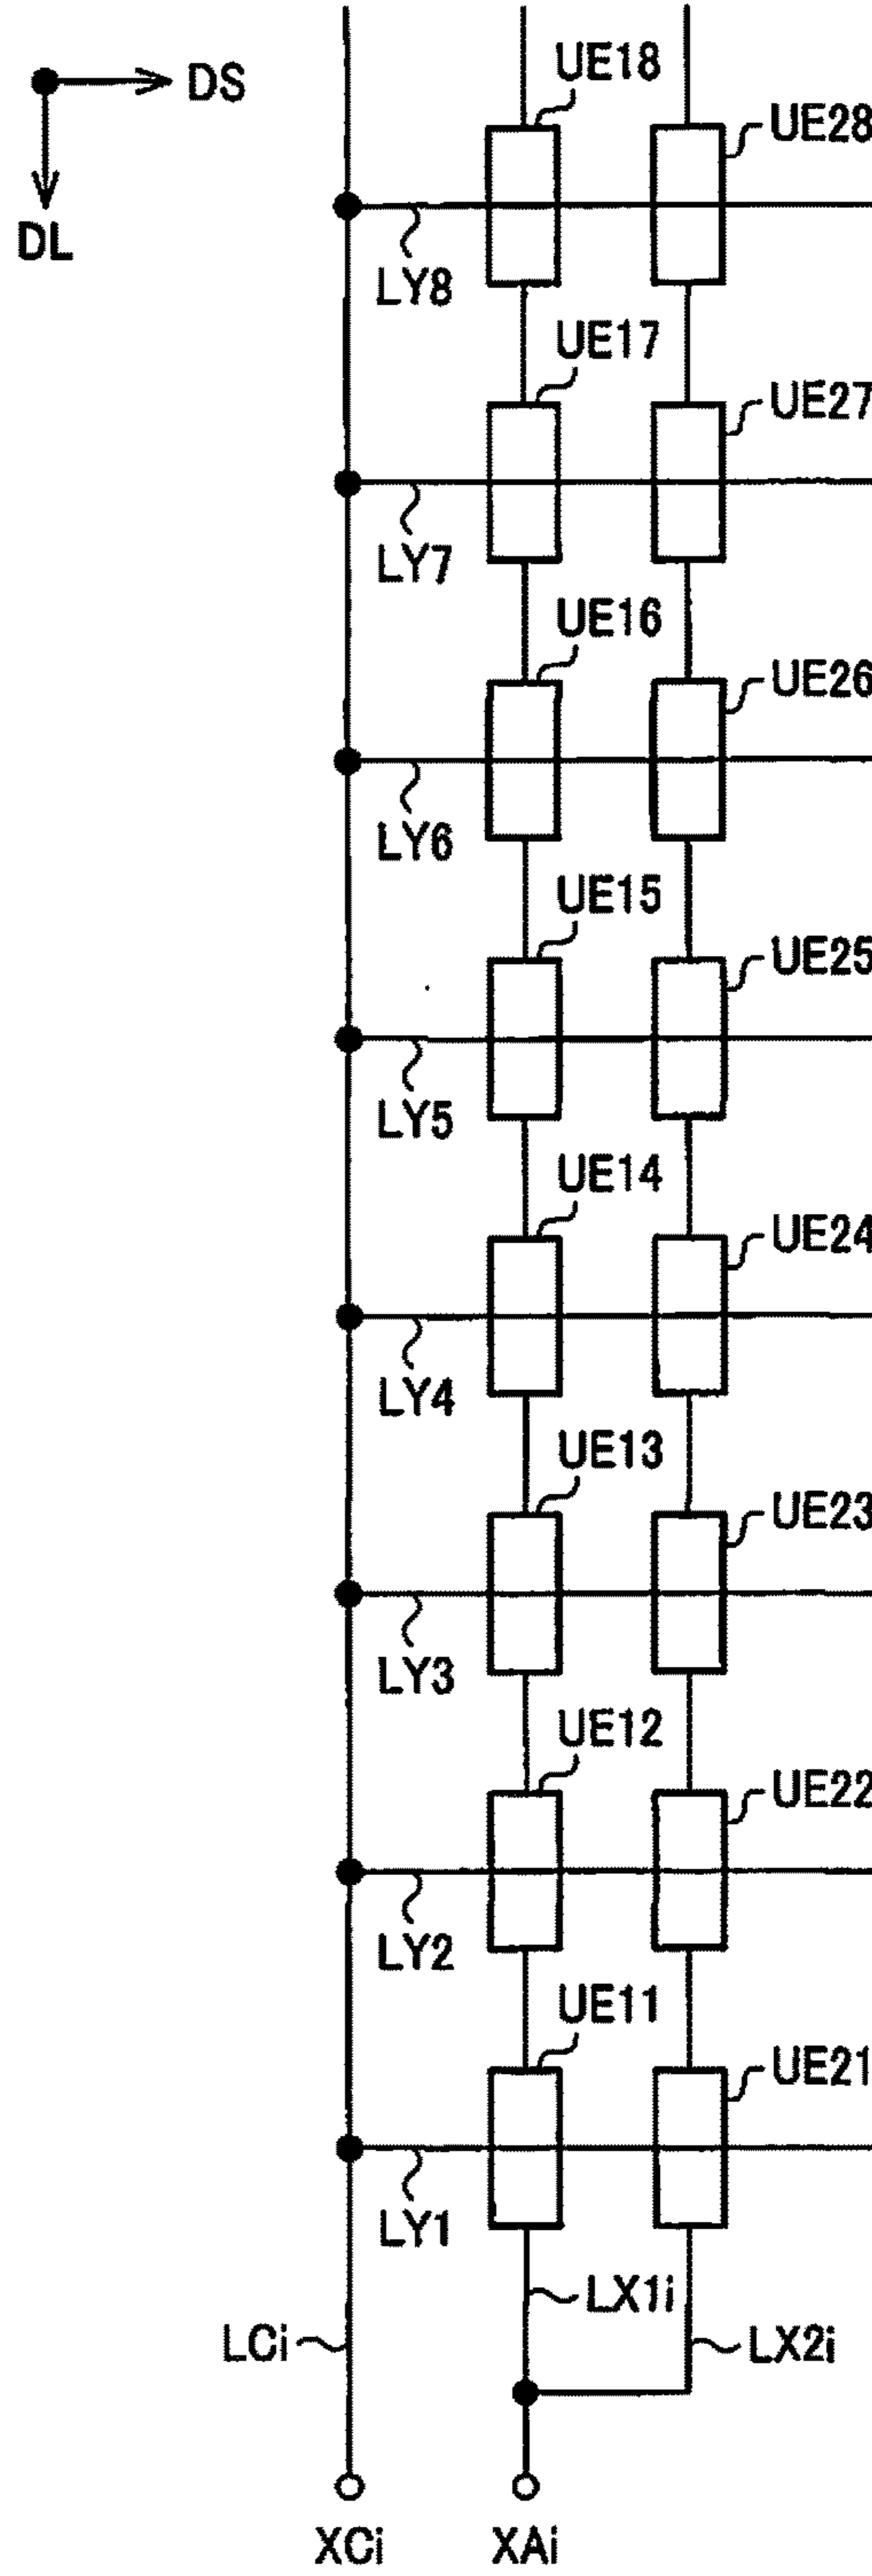 DS
DL
UE18
UE28
LY8
UE17
UE27
LY7
UE16
UE26
LY6
UE15
UE25
LY5
UE14
UE24
LY4
UE13
UE23
LY3
UE12
UE22
LY2
UE11
UE21
LY1
LX1i
LCi
LX2i
XCi
XAi